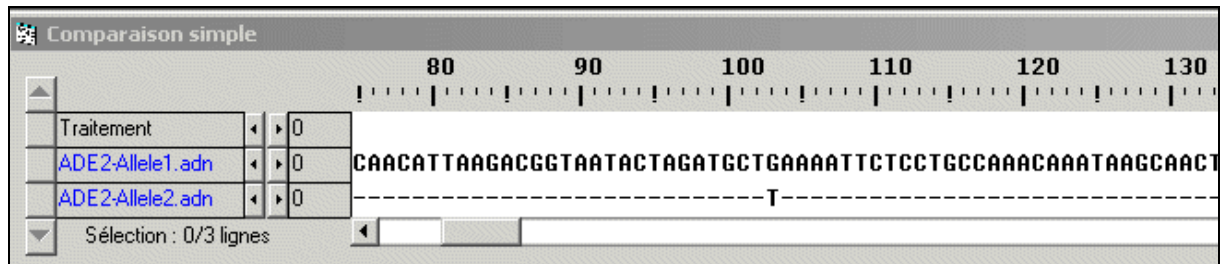 Comparaison simple
80 90 100 110 120 130
Traitement 0
ADE2-Allele1.adn 0 CAACATTAAGACGGTAATACTAGATGCTGAAAATTCTCCTGCCAAACAAATAAGCAACT
ADE2-Allele2.adn 0 ----------------------------T------------------------------
Sélection : 0/3 lignes